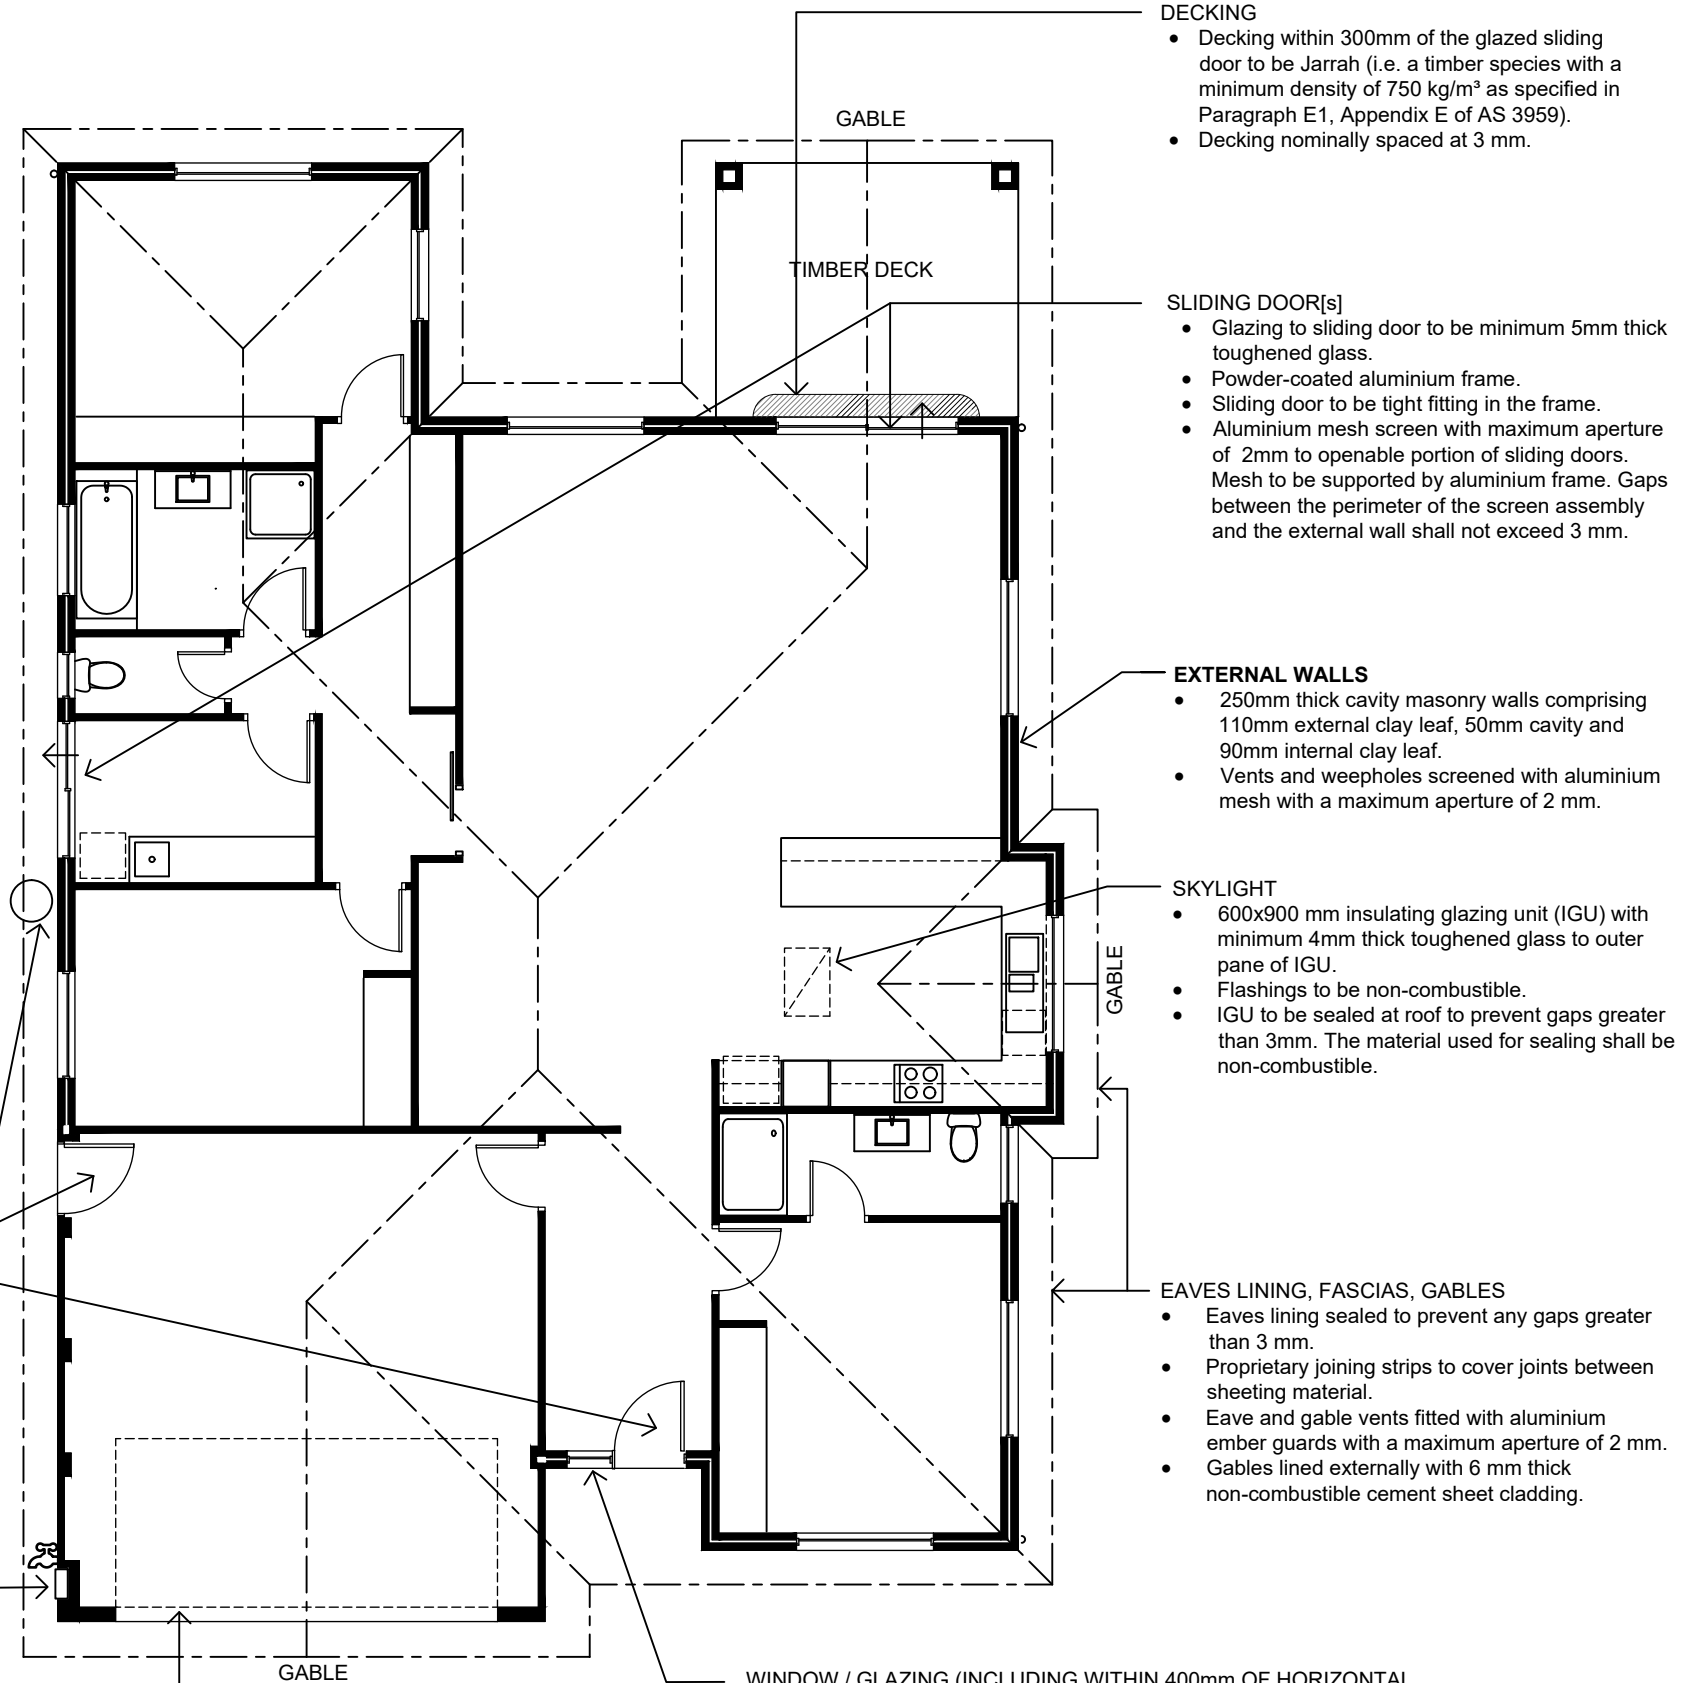 DECKING
• Decking within 300mm of the glazed sliding
door to be Jarrah (i.e. a timber species with a
minimum density of 750 kg/m³ as specified in
Paragraph E1, Appendix E of AS 3959).
• Decking nominally spaced at 3 mm.
GABLE
TIMBER DECK
SLIDING DOOR[s]
• Glazing to sliding door to be minimum 5mm thick
toughened glass.
• Powder-coated aluminium frame.
• Sliding door to be tight fitting in the frame.
• Aluminium mesh screen with maximum aperture
of 2mm to openable portion of sliding doors.
Mesh to be supported by aluminium frame. Gaps
between the perimeter of the screen assembly
and the external wall shall not exceed 3 mm.
EXTERNAL WALLS
• 250mm thick cavity masonry walls comprising
110mm external clay leaf, 50mm cavity and
90mm internal clay leaf.
• Vents and weepholes screened with aluminium
mesh with a maximum aperture of 2 mm.
SKYLIGHT
• 600x900 mm insulating glazing unit (IGU) with
minimum 4mm thick toughened glass to outer
pane of IGU.
• Flashings to be non-combustible.
• IGU to be sealed at roof to prevent gaps greater
than 3mm. The material used for sealing shall be
non-combustible.
GABLE
EAVES LINING, FASCIAS, GABLES
• Eaves lining sealed to prevent any gaps greater
than 3 mm.
• Proprietary joining strips to cover joints between
sheeting material.
• Eave and gable vents fitted with aluminium
ember guards with a maximum aperture of 2 mm.
• Gables lined externally with 6 mm thick
non-combustible cement sheet cladding.
GABLE
WINDOW / GLAZING (INCLUDING WITHIN 400mm OF HORIZONTAL